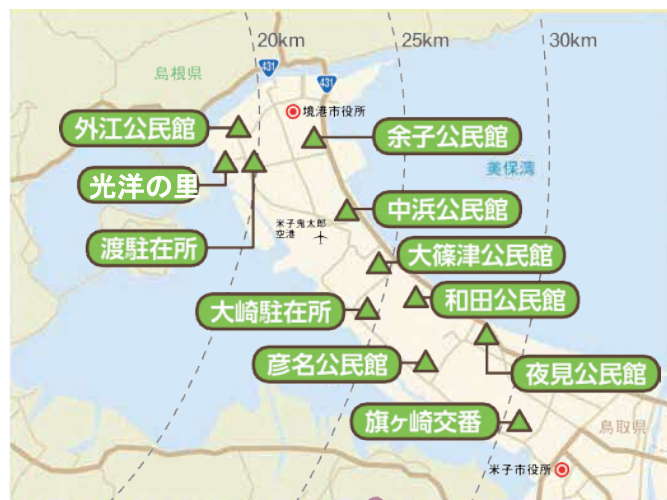 20km
25km
30km
島根県
431
431
境港市役所
外江公民館
余子公民館
光洋の里
美保湾
中浜公民館
渡駐在所
米子鬼太郎
空港
大篠津公民館
大崎駐在所
和田公民館
彦名公民館
夜見公民館
旗ヶ崎交番
鳥取県
米子市役所